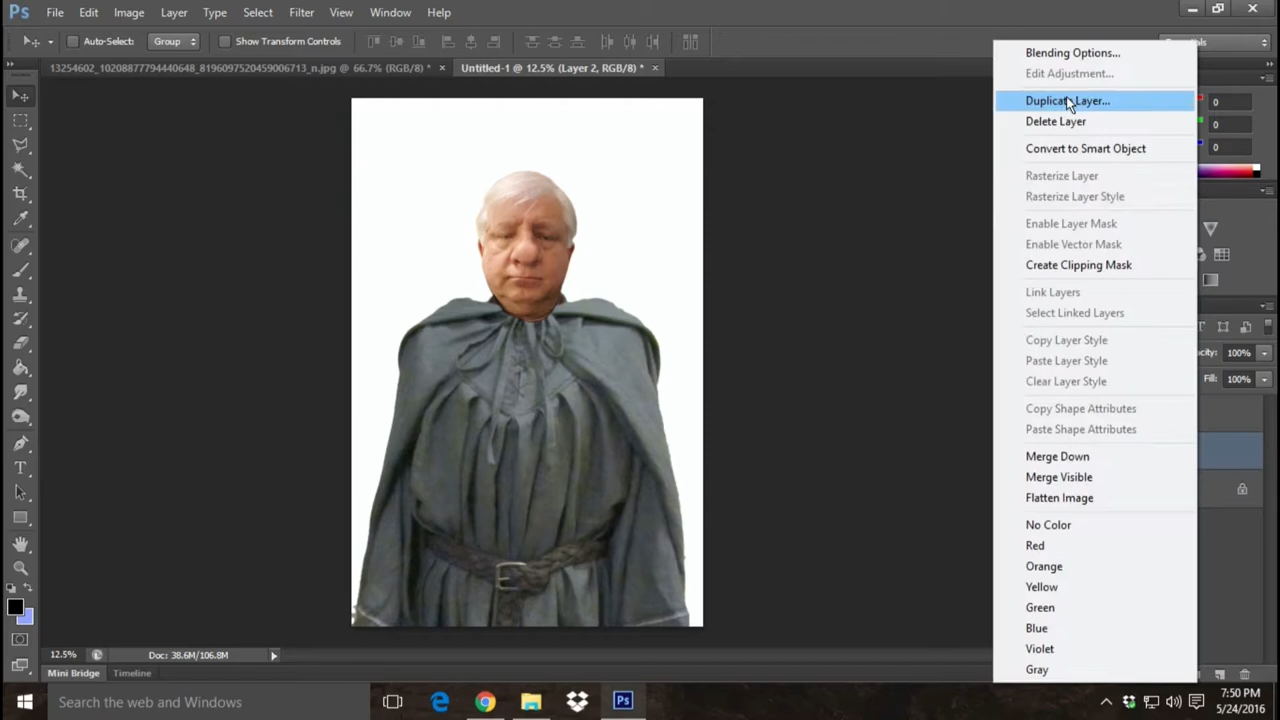 Ps File Edit Image Layer Type Select Filter View Window Help
Auto-Select: Group Show Transform Controls
13254602_10208877794440648_8196097520459006713_n.jpg @ 66.7% (RGB/8) * × Untitled-1 @ 12.5% (Layer 2, RGB/8) * ×
Blending Options...
Edit Adjustment...
Duplicate Layer...
Delete Layer
Convert to Smart Object
Rasterize Layer
Rasterize Layer Style
Enable Layer Mask
Enable Vector Mask
Create Clipping Mask
Link Layers
Select Linked Layers
Copy Layer Style
Paste Layer Style
Clear Layer Style
Copy Shape Attributes
Paste Shape Attributes
Merge Down
Merge Visible
Flatten Image
No Color
Red
Orange
Yellow
Green
Blue
Violet
Gray
0
0
0
100%
Fill: 100%
12.5% Doc: 38.6M/106.8M
Mini Bridge Timeline
Search the web and Windows
Ps
7:50 PM
5/24/2016